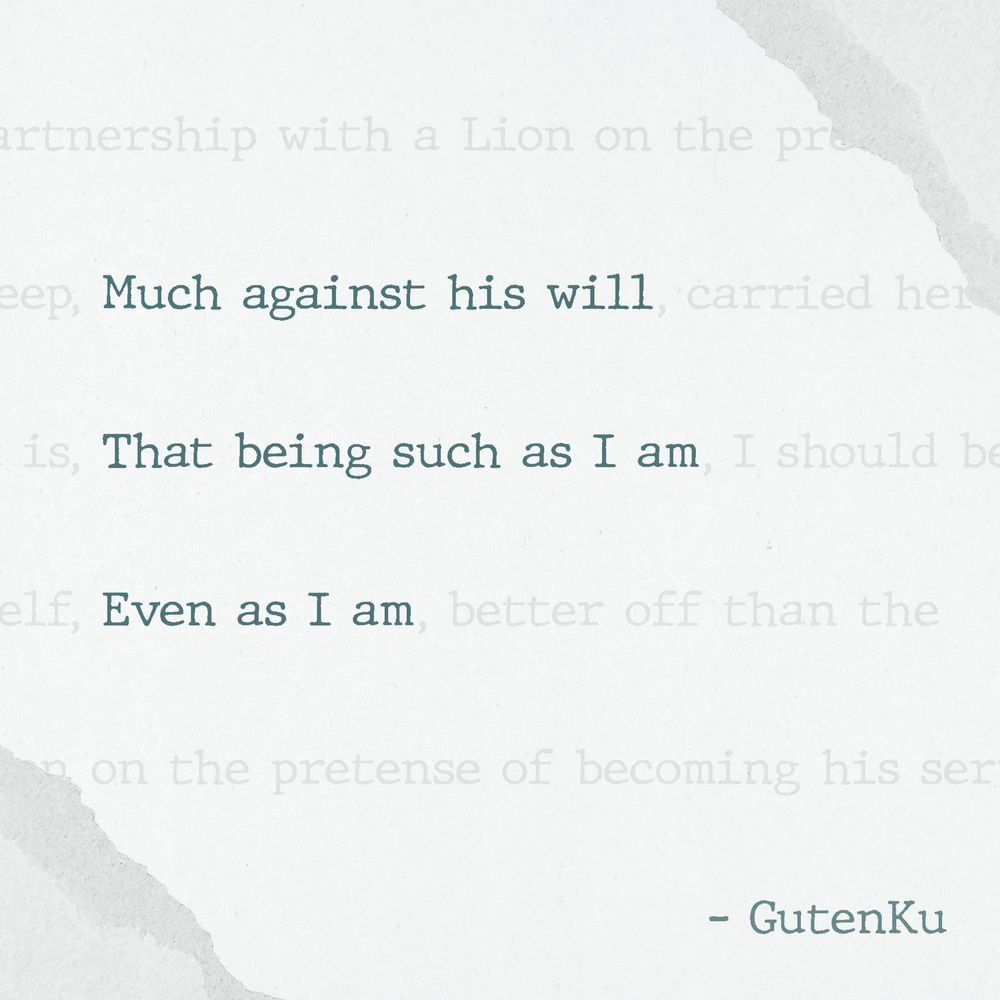 artnership with a Lion on the pre
eep, Much against his will, carried her
is, That being such as I am, I should be
elf, Even as I am, better off than the
n on the pretense of becoming his ser
- GutenKu